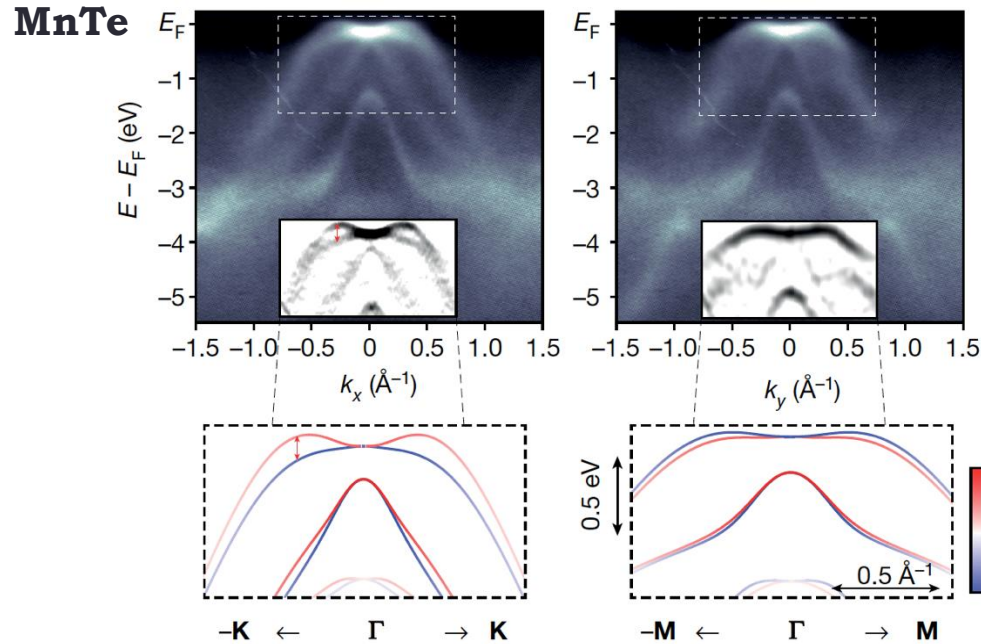 MnTe
E_F
−1
−2
−3
−4
−5
E − E_F (eV)
−1.5 −1.0 −0.5 0 0.5 1.0 1.5
k_x (Å⁻¹)
E_F
−1
−2
−3
−4
−5
−1.5 −1.0 −0.5 0 0.5 1.0 1.5
k_y (Å⁻¹)
−K ← Γ → K
0.5 eV
0.5 Å⁻¹
−M ← Γ → M